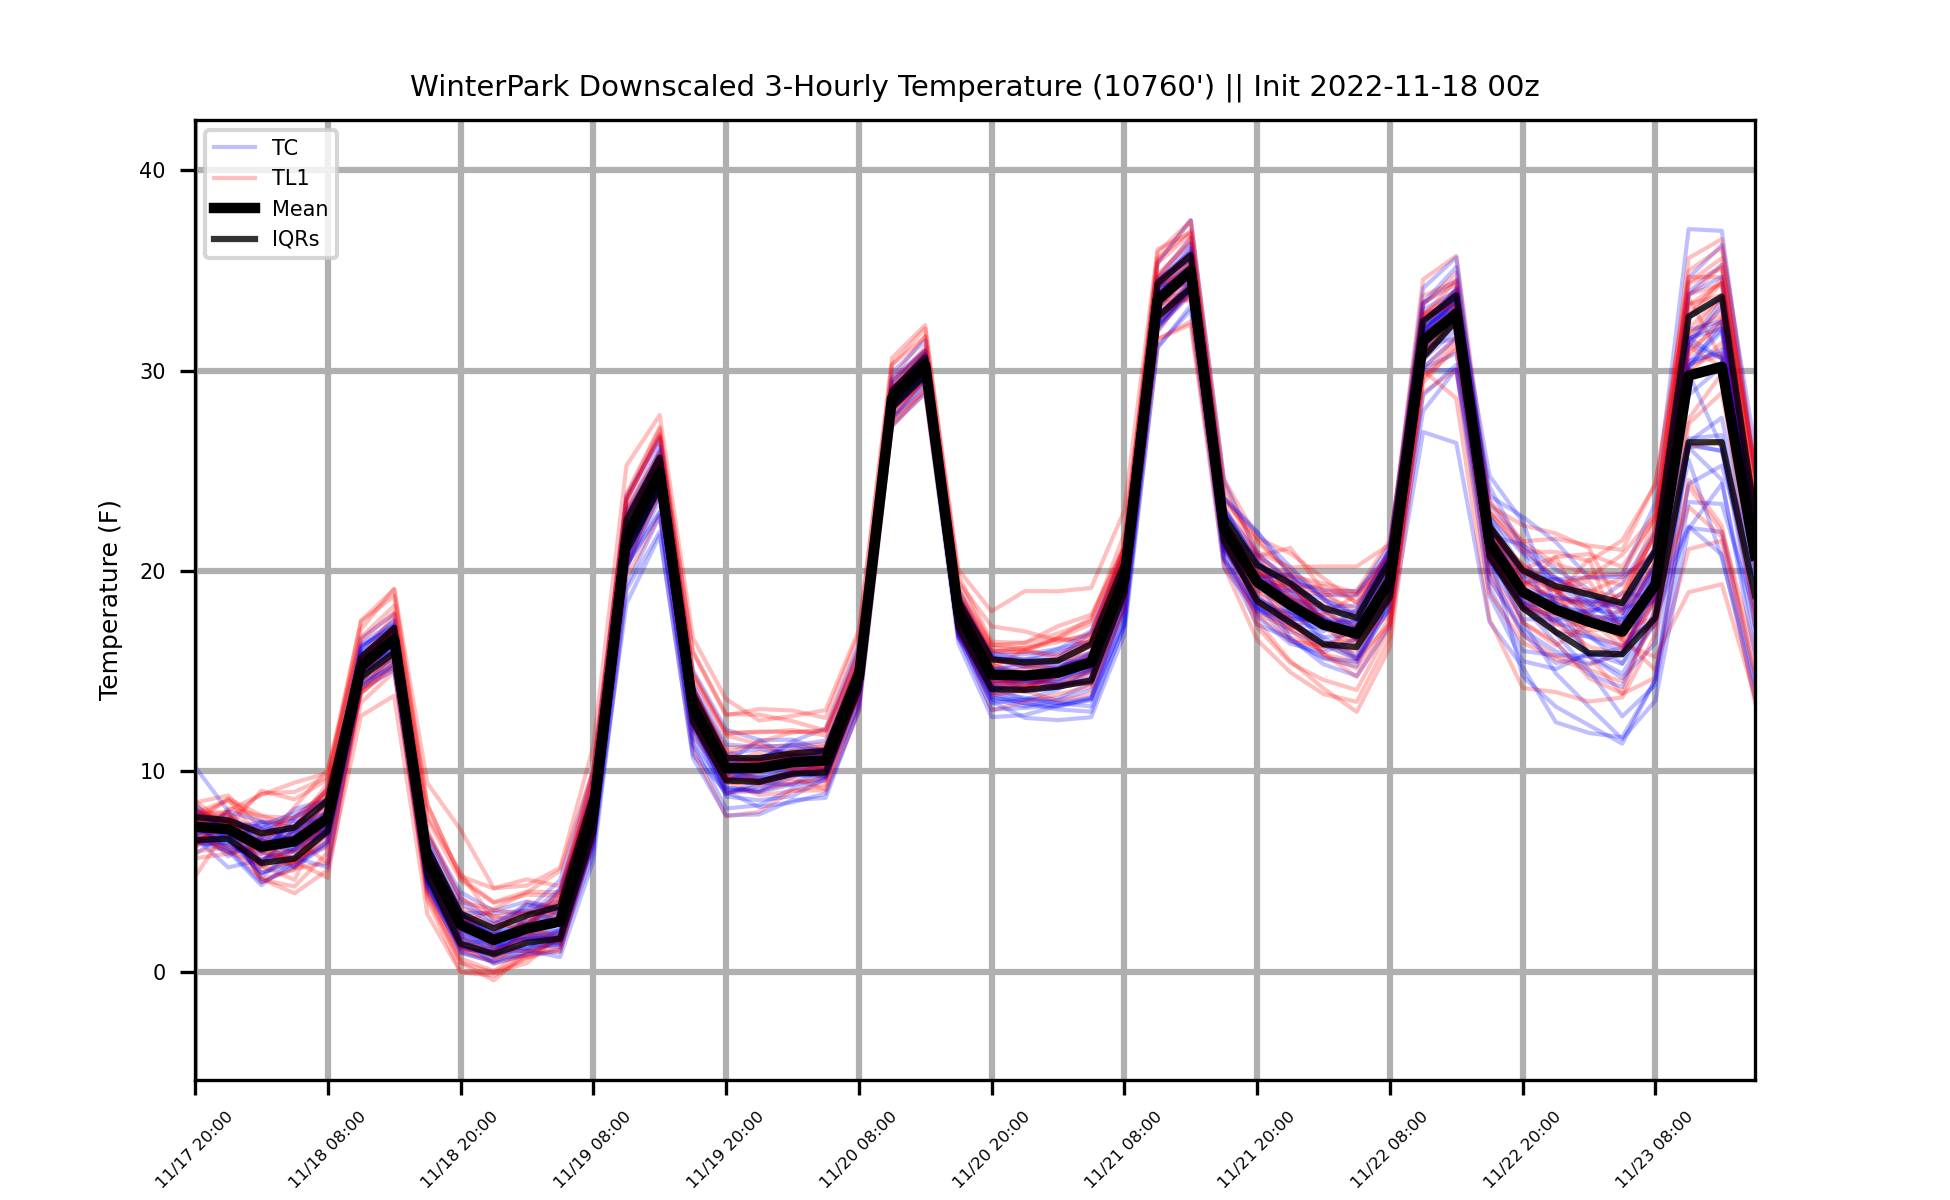 WinterPark Downscaled 3-Hourly Temperature (10760') || Init 2022-11-18 00z
TC
TL1
Mean
IQRs
Temperature (F)
40
30
20
10
0
11/17 20:00
11/18 08:00
11/18 20:00
11/19 08:00
11/19 20:00
11/20 08:00
11/20 20:00
11/21 08:00
11/21 20:00
11/22 08:00
11/22 20:00
11/23 08:00